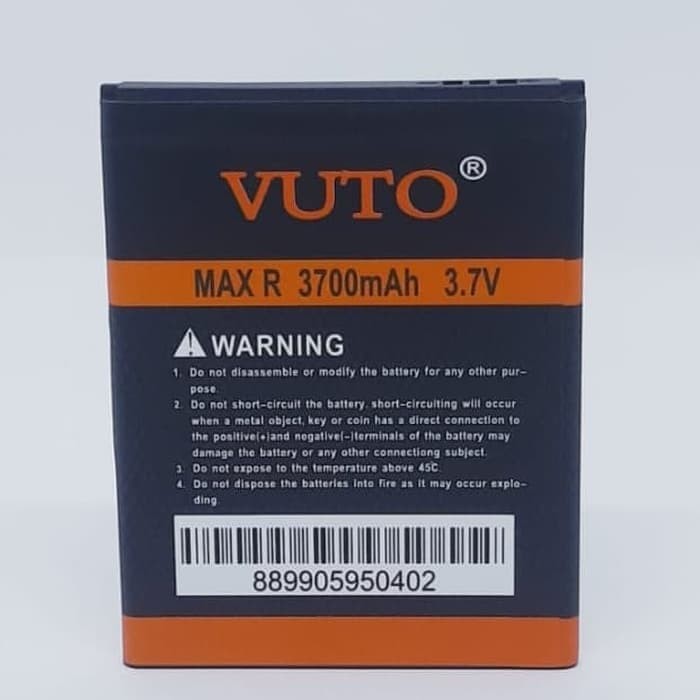 VUTO®
MAX R 3700mAh 3.7V
WARNING
1. Do not disassemble or modify the battery for any other pur-
pose.
2. Do not short-circuit the battery. short-circuiting will occur
when a metal object, key or coin has a direct connection to
the positive(+)and negative(-)terminals of the battery may
damage the battery or any other connectiong subject.
3. Do not expose to the temperature above 45C.
4. Do not dispose the batteries into fire as it may occur explo-
ding.
889905950402